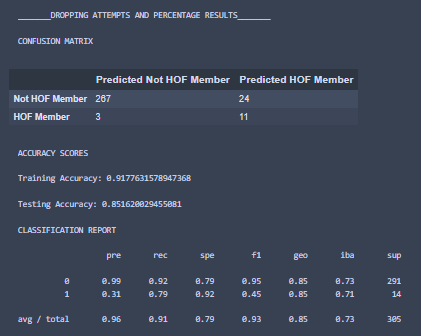 _______DROPPING ATTEMPTS AND PERCENTAGE RESULTS_______
CONFUSION MATRIX
Predicted Not HOF Member Predicted HOF Member
Not HOF Member 267 24
HOF Member 3 11
ACCURACY SCORES
Training Accuracy: 0.9177631578947368
Testing Accuracy: 0.851620029455081
CLASSIFICATION REPORT
pre rec spe f1 geo iba sup
0 0.99 0.92 0.79 0.95 0.85 0.73 291
1 0.31 0.79 0.92 0.45 0.85 0.71 14
avg / total 0.96 0.91 0.79 0.93 0.85 0.73 305